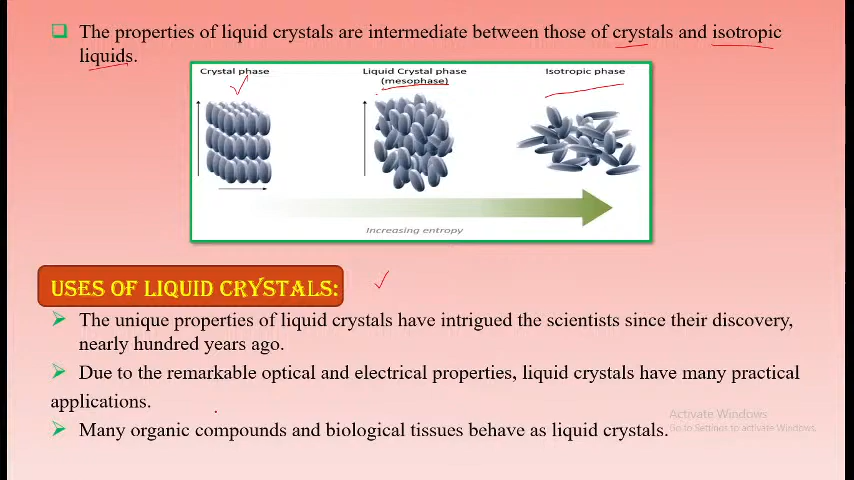 The properties of liquid crystals are intermediate between those of crystals and isotropic
liquids.
Crystal phase
Liquid Crystal phase
(mesophase)
Isotropic phase
Increasing entropy
USES OF LIQUID CRYSTALS:
The unique properties of liquid crystals have intrigued the scientists since their discovery,
nearly hundred years ago.
Due to the remarkable optical and electrical properties, liquid crystals have many practical
applications.
Many organic compounds and biological tissues behave as liquid crystals.
Activate Windows
Go to Settings to activate Windows.